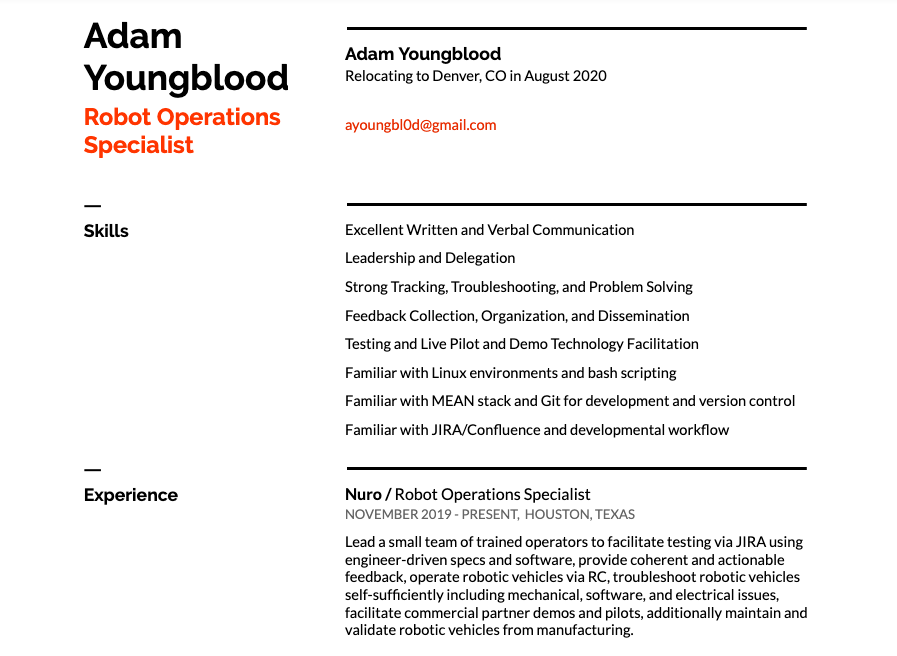 Adam
Youngblood
Robot Operations
Specialist
Adam Youngblood
Relocating to Denver, CO in August 2020
ayoungbl0d@gmail.com
—
Skills
Excellent Written and Verbal Communication
Leadership and Delegation
Strong Tracking, Troubleshooting, and Problem Solving
Feedback Collection, Organization, and Dissemination
Testing and Live Pilot and Demo Technology Facilitation
Familiar with Linux environments and bash scripting
Familiar with MEAN stack and Git for development and version control
Familiar with JIRA/Confluence and developmental workflow
—
Experience
Nuro / Robot Operations Specialist
NOVEMBER 2019 - PRESENT, HOUSTON, TEXAS
Lead a small team of trained operators to facilitate testing via JIRA using
engineer-driven specs and software, provide coherent and actionable
feedback, operate robotic vehicles via RC, troubleshoot robotic vehicles
self-sufficiently including mechanical, software, and electrical issues,
facilitate commercial partner demos and pilots, additionally maintain and
validate robotic vehicles from manufacturing.